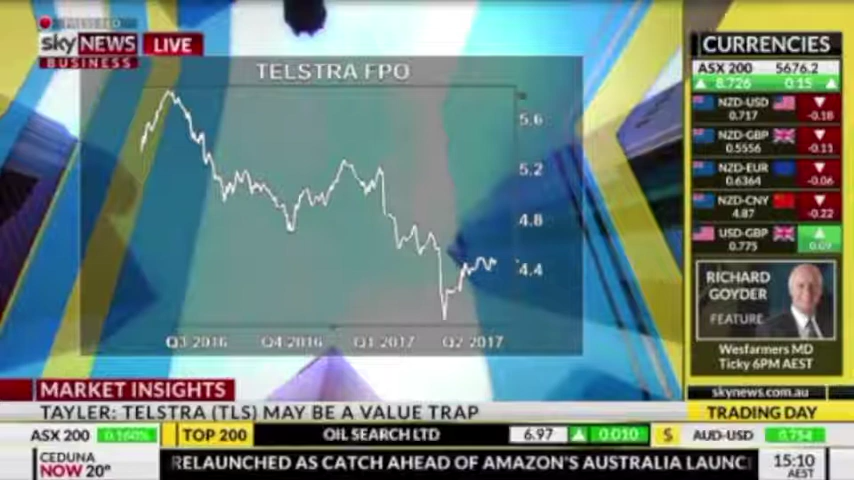 sky NEWS LIVE
BUSINESS
TELSTRA FPO
5.6
5.2
4.8
4.4
Q3 2016 Q4 2016 Q1 2017 Q2 2017
CURRENCIES
ASX 200 5676.2
8.726 0.15
NZD-USD
0.717 -0.18
NZD-GBP
0.5556 -0.11
NZD-EUR
0.6364 -0.06
NZD-CNY
4.87 -0.22
USD-GBP
0.775 0.09
RICHARD
GOYDER
FEATURE
Wesfarmers MD
Ticky 6PM AEST
skynews.com.au
MARKET INSIGHTS
TAYLER: TELSTRA (TLS) MAY BE A VALUE TRAP
TRADING DAY
ASX 200 0.160% TOP 200 OIL SEARCH LTD 6.97 0.010 $ AUD-USD 0.754
CEDUNA
NOW 20°
RELAUNCHED AS CATCH AHEAD OF AMAZON'S AUSTRALIA LAUNC
15:10
AEST